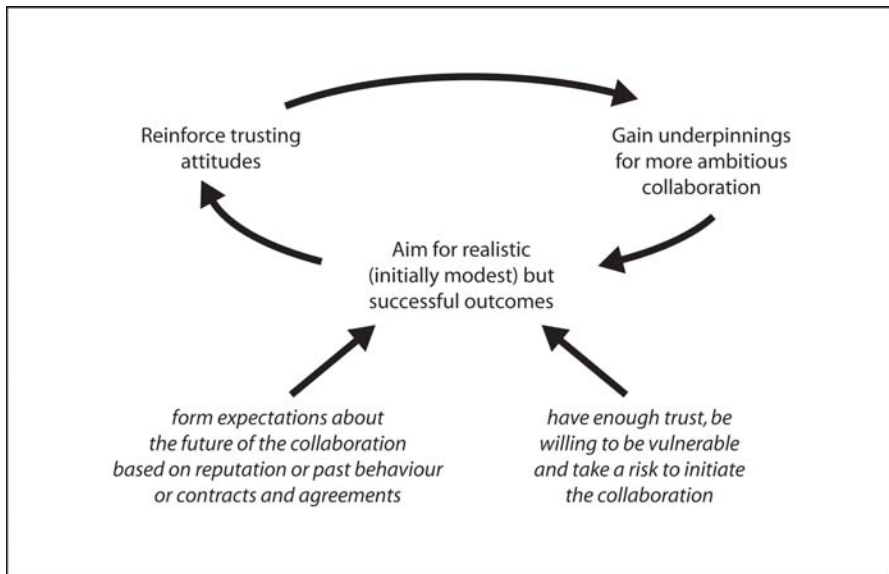 Reinforce trusting
attitudes
Gain underpinnings
for more ambitious
collaboration
Aim for realistic
(initially modest) but
successful outcomes
form expectations about
the future of the collaboration
based on reputation or past behaviour
or contracts and agreements
have enough trust, be
willing to be vulnerable
and take a risk to initiate
the collaboration